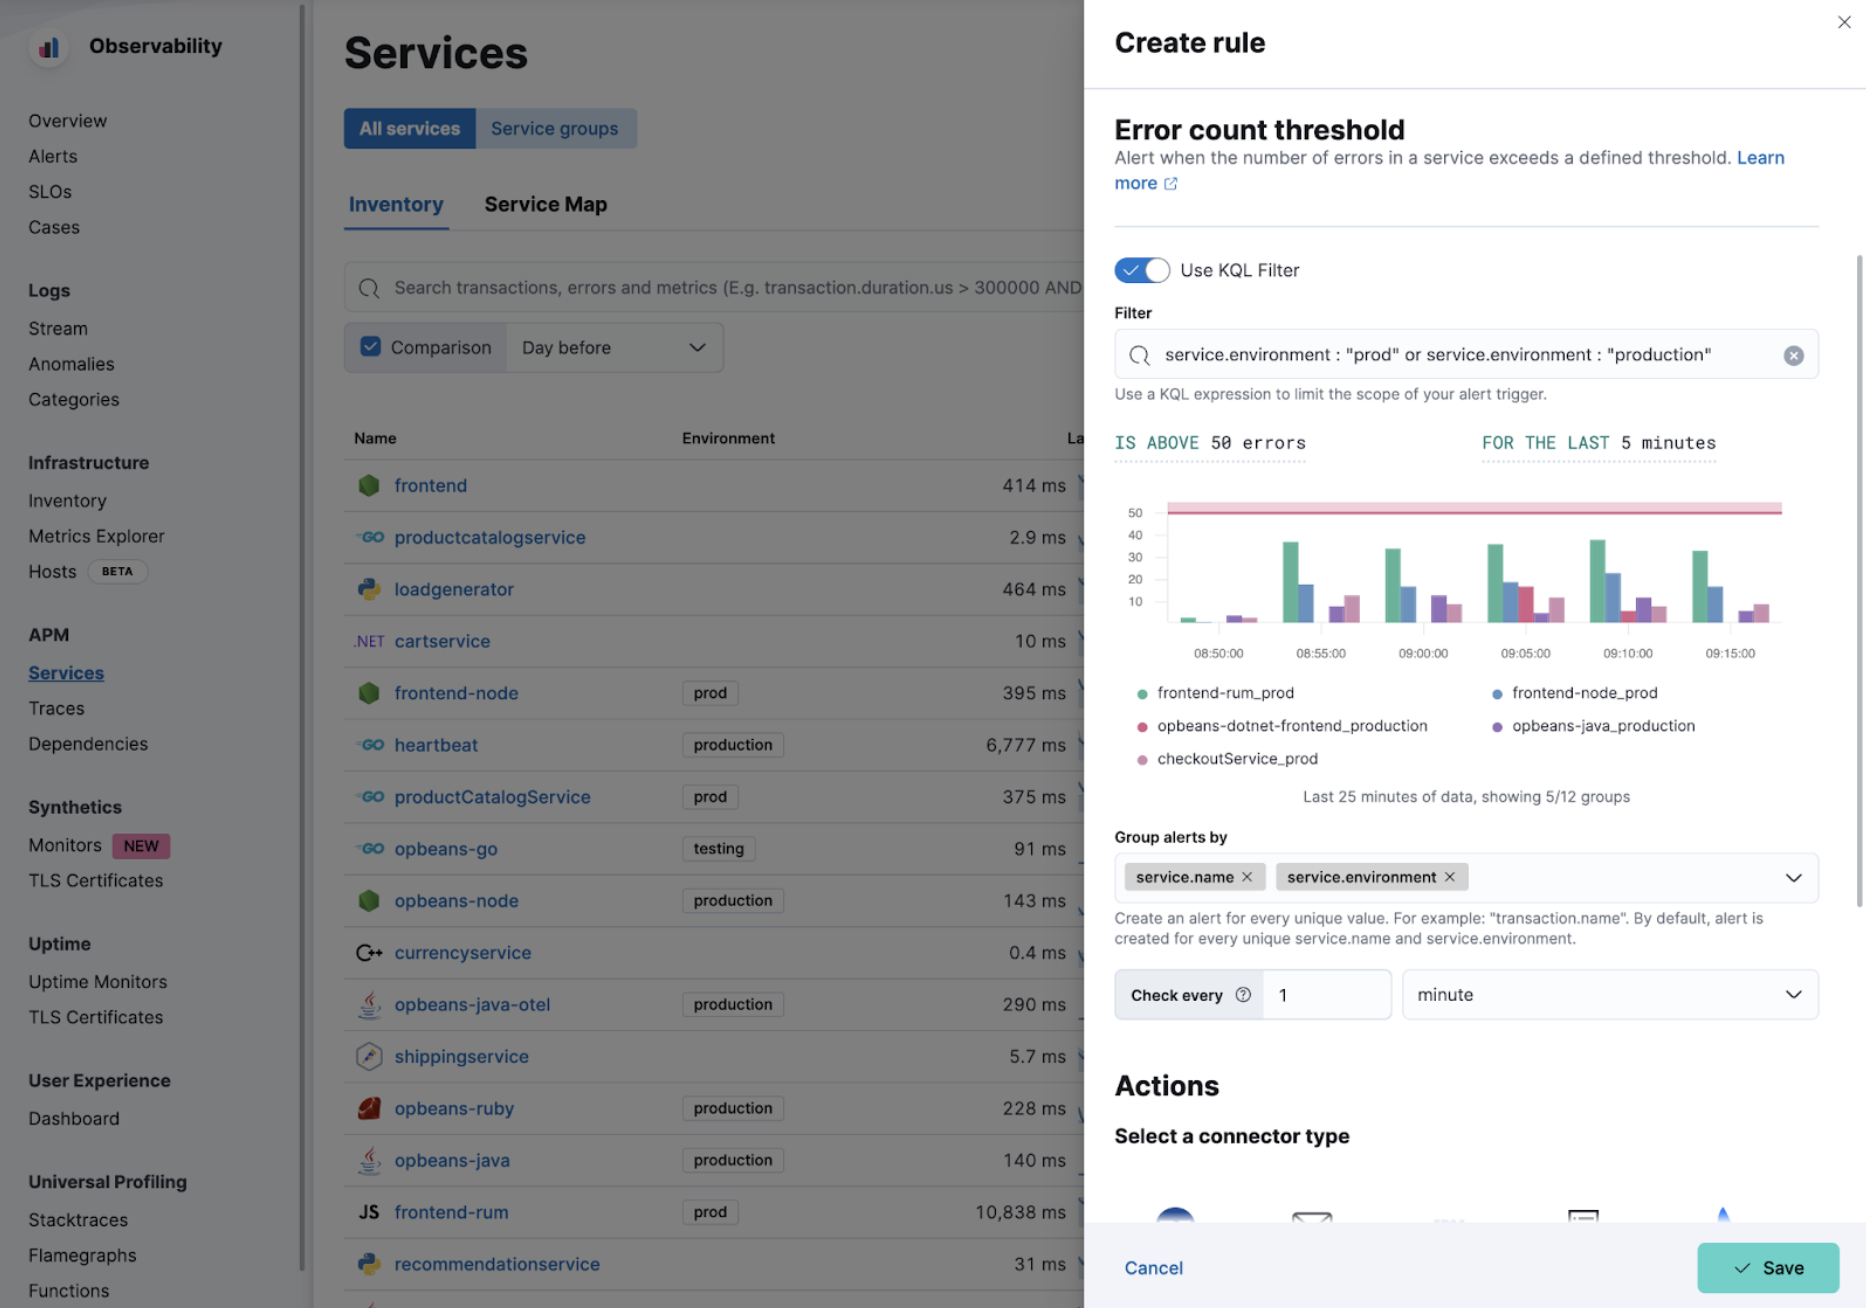 Observability
Overview
Alerts
SLOs
Cases
Logs
Stream
Anomalies
Categories
Infrastructure
Inventory
Metrics Explorer
Hosts BETA
APM
Services
Traces
Dependencies
Synthetics
Monitors NEW
TLS Certificates
Uptime
Uptime Monitors
TLS Certificates
User Experience
Dashboard
Universal Profiling
Stacktraces
Flamegraphs
Functions
Services
All services Service groups
Inventory Service Map
Search transactions, errors and metrics (E.g. transaction.duration.us > 300000 AND
Comparison Day before
Name Environment La
frontend 414 ms
GO productcatalogservice 2.9 ms
loadgenerator 464 ms
.NET cartservice 10 ms
frontend-node prod 395 ms
GO heartbeat production 6,777 ms
GO productCatalogService prod 375 ms
GO opbeans-go testing 91 ms
opbeans-node production 143 ms
C++ currencyservice 0.4 ms
opbeans-java-otel production 290 ms
shippingservice 5.7 ms
opbeans-ruby production 228 ms
opbeans-java production 140 ms
JS frontend-rum prod 10,838 ms
recommendationservice 31 ms
Create rule
Error count threshold
Alert when the number of errors in a service exceeds a defined threshold. Learn
more
Use KQL Filter
Filter
service.environment : "prod" or service.environment : "production"
Use a KQL expression to limit the scope of your alert trigger.
IS ABOVE 50 errors FOR THE LAST 5 minutes
50
40
30
20
10
08:50:00 08:55:00 09:00:00 09:05:00 09:10:00 09:15:00
frontend-rum_prod frontend-node_prod
opbeans-dotnet-frontend_production opbeans-java_production
checkoutService_prod
Last 25 minutes of data, showing 5/12 groups
Group alerts by
service.name service.environment
Create an alert for every unique value. For example: "transaction.name". By default, alert is
created for every unique service.name and service.environment.
Check every 1 minute
Actions
Select a connector type
Cancel Save